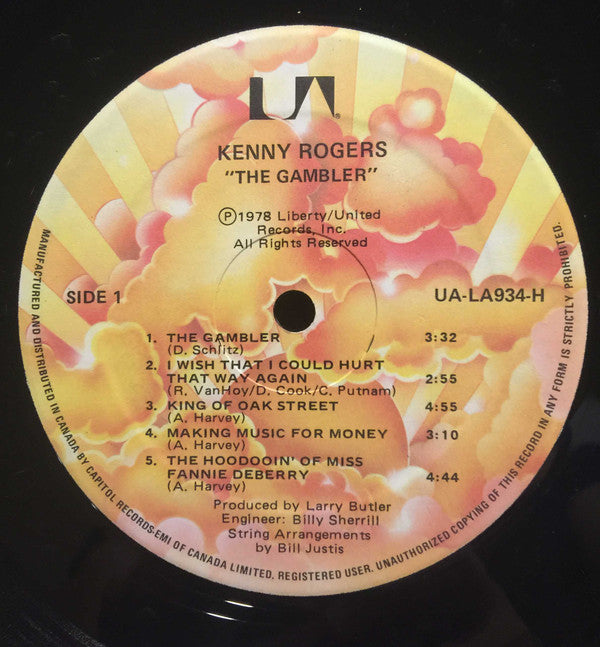 UA®
KENNY ROGERS
"THE GAMBLER"
℗1978 Liberty/United
Records, Inc.
All Rights Reserved
SIDE 1
UA-LA934-H
1. THE GAMBLER 3:32
(D. Schlitz)
2. I WISH THAT I COULD HURT
THAT WAY AGAIN 2:55
(R. VanHoy/D. Cook/C. Putnam)
3. KING OF OAK STREET 4:55
(A. Harvey)
4. MAKING MUSIC FOR MONEY 3:10
(A. Harvey)
5. THE HOODOOIN' OF MISS
FANNIE DEBERRY 4:44
(A. Harvey)
Produced by Larry Butler
Engineer: Billy Sherrill
String Arrangements
by Bill Justis
MANUFACTURED AND DISTRIBUTED IN CANADA BY CAPITOL RECORDS-EMI OF CANADA LIMITED. REGISTERED USER. UNAUTHORIZED COPYING OF THIS RECORD IN ANY FORM IS STRICTLY PROHIBITED.